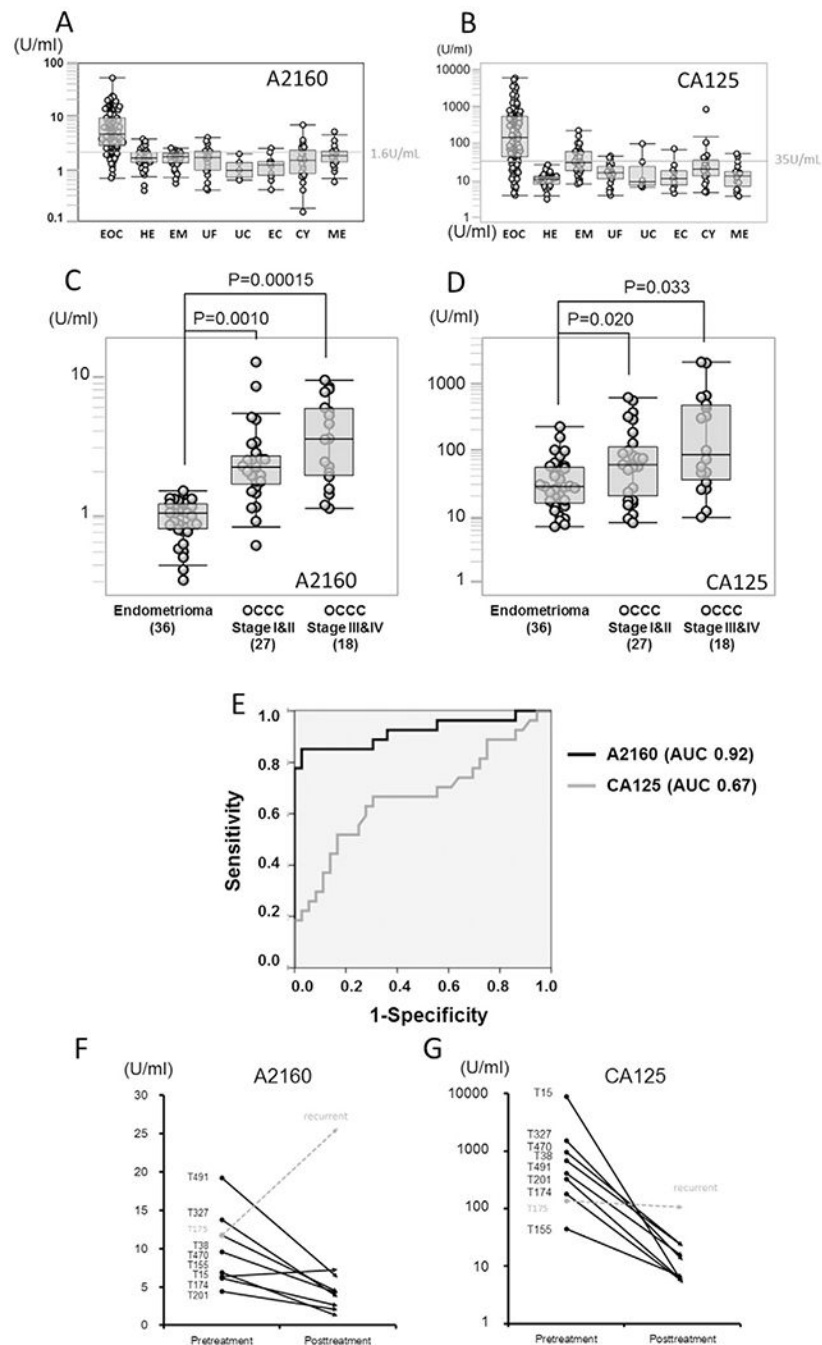 A
(U/ml)
A2160
100
10
1
0.1
1.6U/mL
EOC HE EM UF UC EC CY ME
B
(U/ml)
CA125
10000
1000
100
10
1
35U/mL
(U/ml)
EOC HE EM UF UC EC CY ME
C
(U/ml)
P=0.00015
P=0.0010
10
1
A2160
Endometrioma
(36)
OCCC
Stage I&II
(27)
OCCC
Stage III&IV
(18)
D
(U/ml)
P=0.033
P=0.020
1000
100
10
1
CA125
Endometrioma
(36)
OCCC
Stage I&II
(27)
OCCC
Stage III&IV
(18)
E
1.0
0.8
0.6
0.4
0.2
0.0
Sensitivity
0.0 0.2 0.4 0.6 0.8 1.0
1-Specificity
A2160 (AUC 0.92)
CA125 (AUC 0.67)
F
(U/ml)
A2160
30
25
20
15
10
5
0
recurrent
T491
T327
T175
T38
T470
T155
T15
T174
T201
Pretreatment Posttreatment
G
(U/ml)
CA125
10000
1000
100
10
1
T15
T327
T470
T38
T491
T201
T174
T175
T155
recurrent
Pretreatment Posttreatment